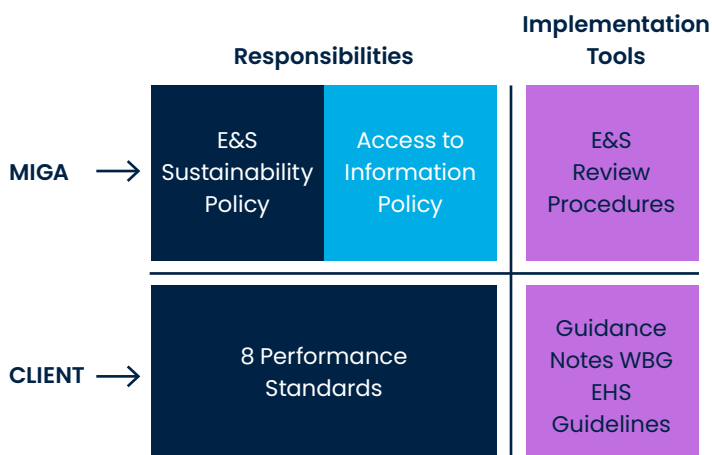 Implementation
Tools
Responsibilities
MIGA
E&S
Sustainability
Policy
Access to
Information
Policy
E&S
Review
Procedures
CLIENT
8 Performance
Standards
Guidance
Notes WBG
EHS
Guidelines